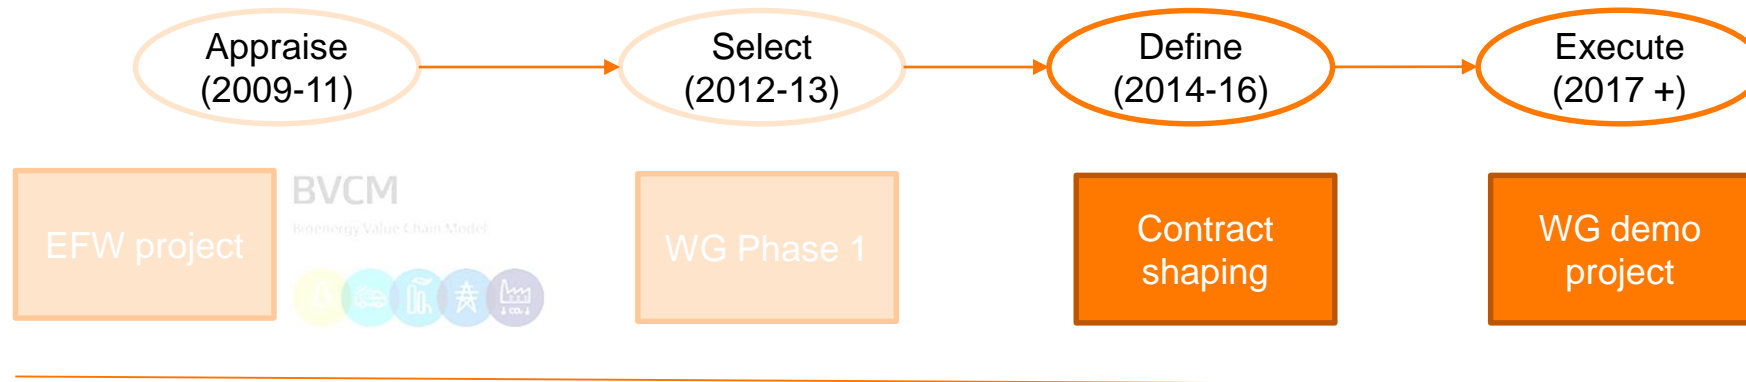 Appraise
(2009-11)
Select
(2012-13)
Define
(2014-16)
Execute
(2017 +)
EFW project
BVCM
Bioenergy Value Chain Model
WG Phase 1
Contract
shaping
WG demo
project